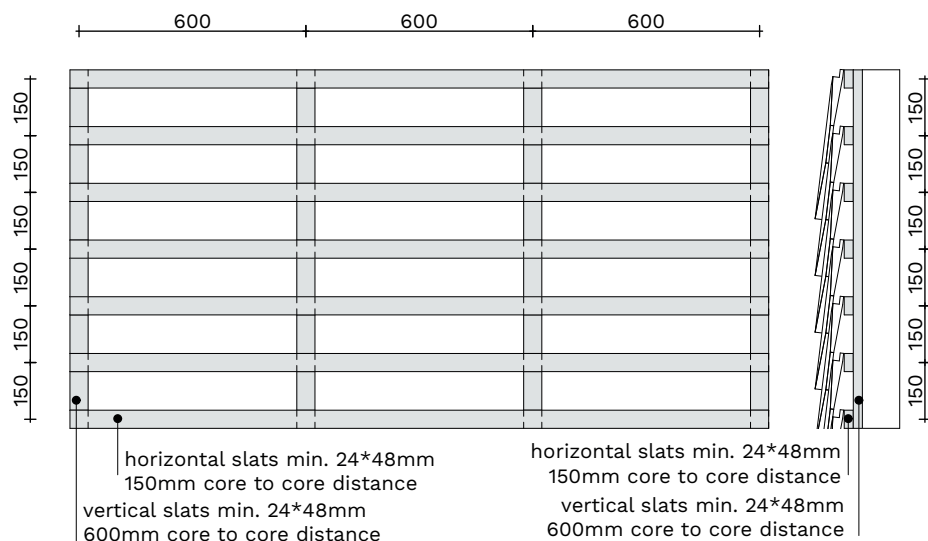 600
600
600
150
150
150
150
150
150
150
150
150
150
150
150
horizontal slats min. 24*48mm
150mm core to core distance
vertical slats min. 24*48mm
600mm core to core distance
horizontal slats min. 24*48mm
150mm core to core distance
vertical slats min. 24*48mm
600mm core to core distance